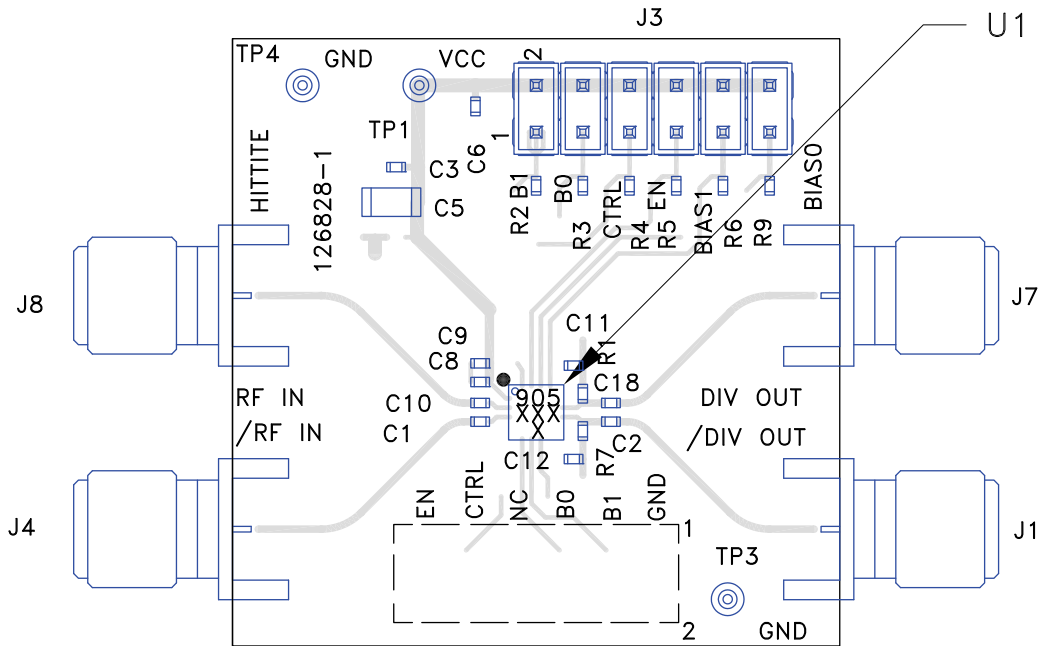 J3
U1
TP4
GND
VCC
2
1
TP1
C6
HITTITE
126828-1
C3
C5
R2
B1
B0
R3
CTRL
R4
EN
R5
BIAS1
R6
R9
BIAS0
J8
J7
C9
C8
C11
R1
C18
905
XXX
X
C10
C1
RF IN
/RF IN
DIV OUT
/DIV OUT
C2
C12
R7
EN
CTRL
NC
B0
B1
GND
J4
J1
1
2
TP3
GND